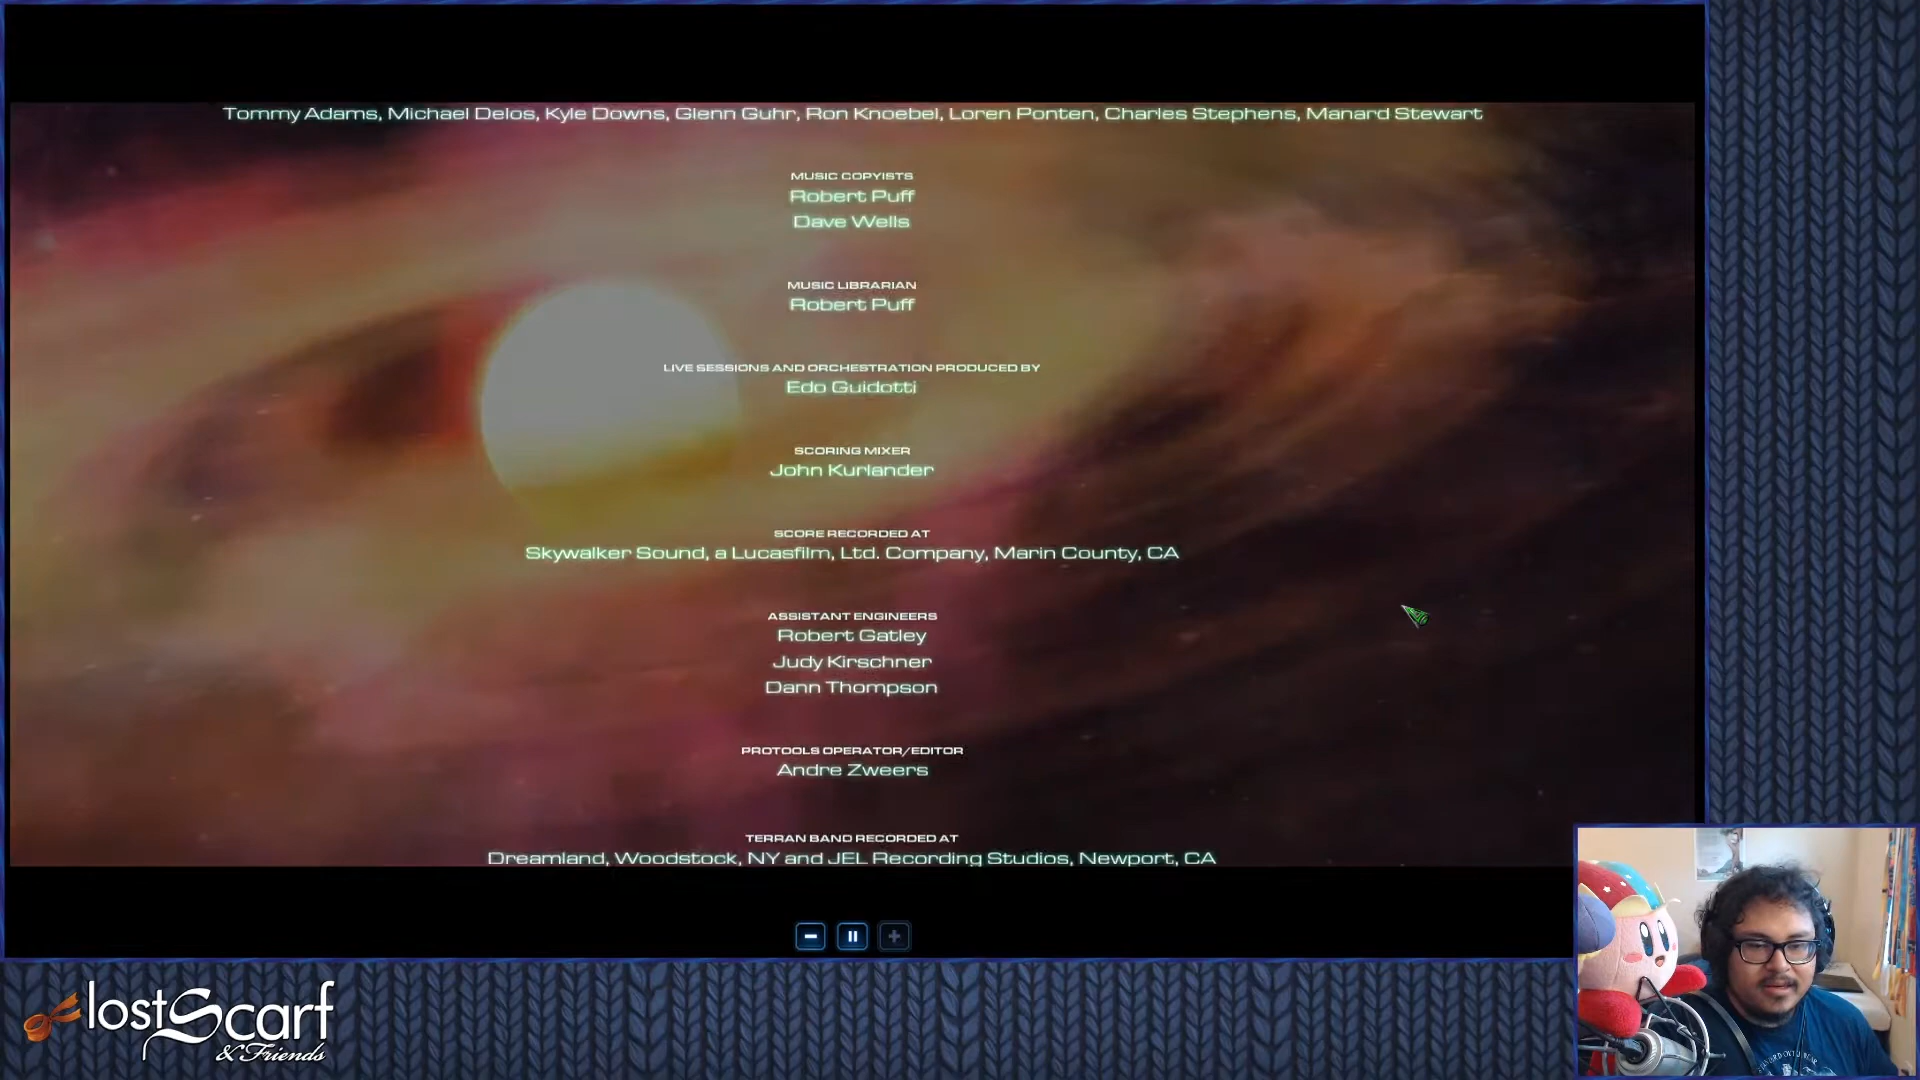 Tommy Adams, Michael Delos, Kyle Downs, Glenn Guhr, Ron Knoebel, Loren Ponten, Charles Stephens, Manard Stewart
MUSIC COPYISTS
Robert Puff
Dave Wells
MUSIC LIBRARIAN
Robert Puff
LIVE SESSIONS AND ORCHESTRATION PRODUCED BY
Edo Guidotti
SCORING MIXER
John Kurlander
SCORE RECORDED AT
Skywalker Sound, a Lucasfilm, Ltd. Company, Marin County, CA
ASSISTANT ENGINEERS
Robert Gatley
Judy Kirschner
Dann Thompson
PROTOOLS OPERATOR/EDITOR
Andre Zweers
TERRAN BAND RECORDED AT
Dreamland, Woodstock, NY and JEL Recording Studios, Newport, CA
lostScarf
& Friends